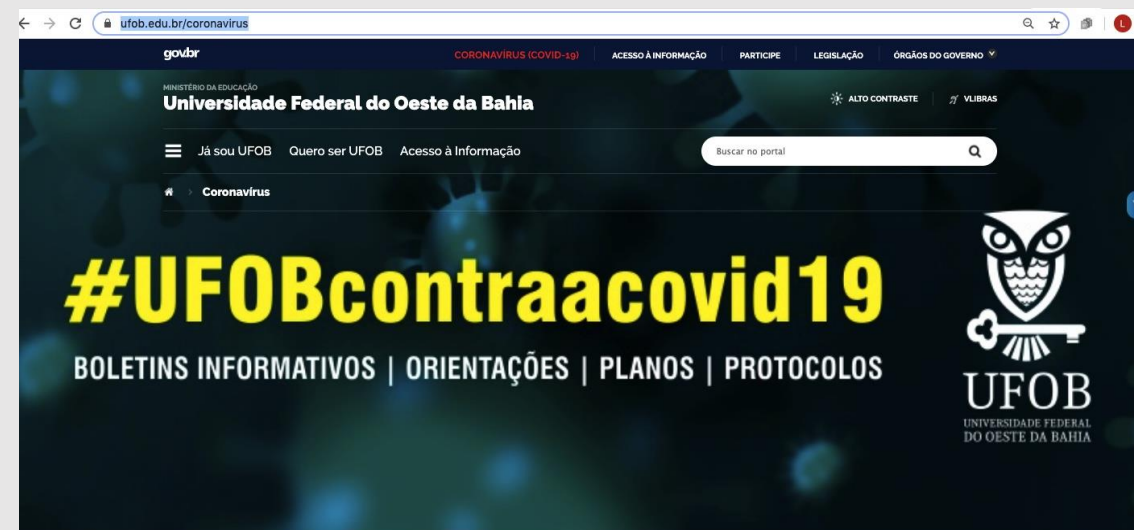 ufob.edu.br/coronavirus
L
gov.br
CORONAVÍRUS (COVID-19) ACESSO À INFORMAÇÃO PARTICIPE LEGISLAÇÃO ÓRGÃOS DO GOVERNO
MINISTÉRIO DA EDUCAÇÃO
Universidade Federal do Oeste da Bahia
ALTO CONTRASTE VLIBRAS
Já sou UFOB Quero ser UFOB Acesso à Informação
Buscar no portal
Coronavírus
#UFOBcontraacovid19
BOLETINS INFORMATIVOS | ORIENTAÇÕES | PLANOS | PROTOCOLOS
UFOB
UNIVERSIDADE FEDERAL
DO OESTE DA BAHIA